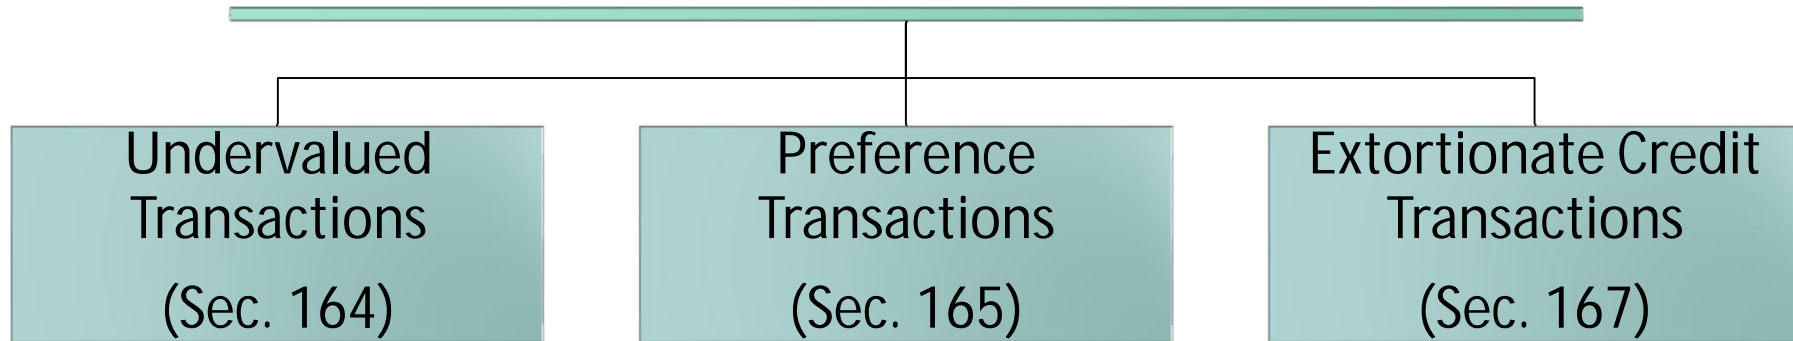 Undervalued
Transactions
(Sec. 164)
Preference
Transactions
(Sec. 165)
Extortionate Credit
Transactions
(Sec. 167)